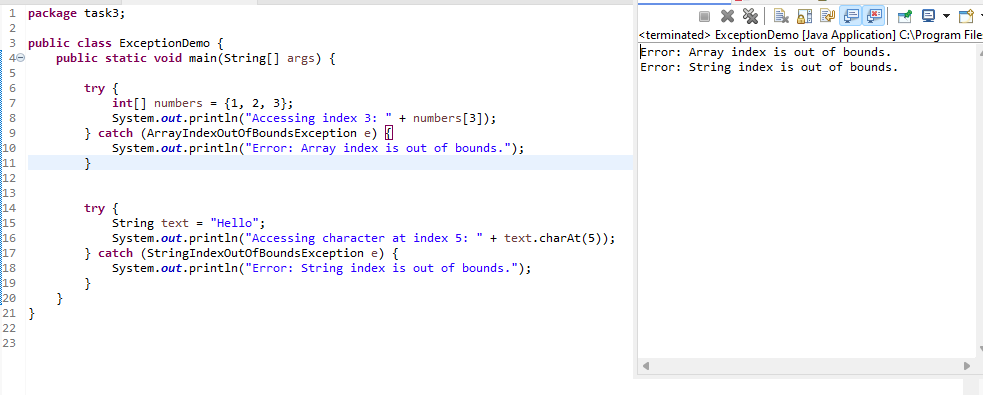 1 package task3;
2
3 public class ExceptionDemo {
4 public static void main(String[] args) {
5
6 try {
7 int[] numbers = {1, 2, 3};
8 System.out.println("Accessing index 3: " + numbers[3]);
9 } catch (ArrayIndexOutOfBoundsException e) {
10 System.out.println("Error: Array index is out of bounds.");
11 }
12
13
14 try {
15 String text = "Hello";
16 System.out.println("Accessing character at index 5: " + text.charAt(5));
17 } catch (StringIndexOutOfBoundsException e) {
18 System.out.println("Error: String index is out of bounds.");
19 }
20 }
21 }
22
23
<terminated> ExceptionDemo [Java Application] C:\Program File
Error: Array index is out of bounds.
Error: String index is out of bounds.